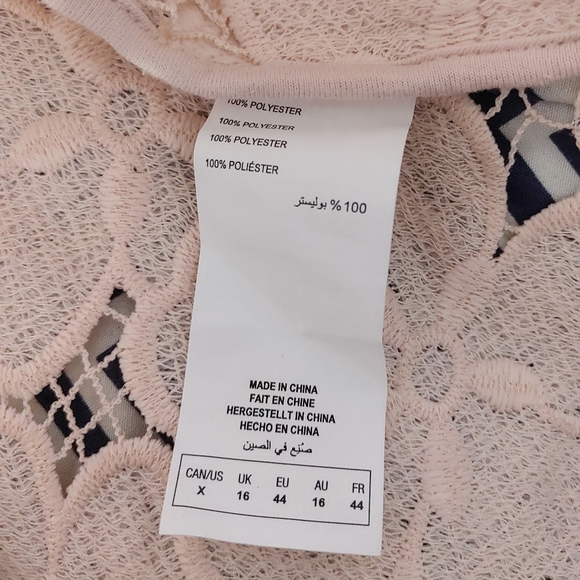 100% POLYESTER
100% POLYESTER
100% POLYESTER
100% POLIÉSTER
100 % بوليستر
MADE IN CHINA
FAIT EN CHINE
HERGESTELLT IN CHINA
HECHO EN CHINA
صُنِع في الصين
CAN/US UK EU AU FR
X 16 44 16 44